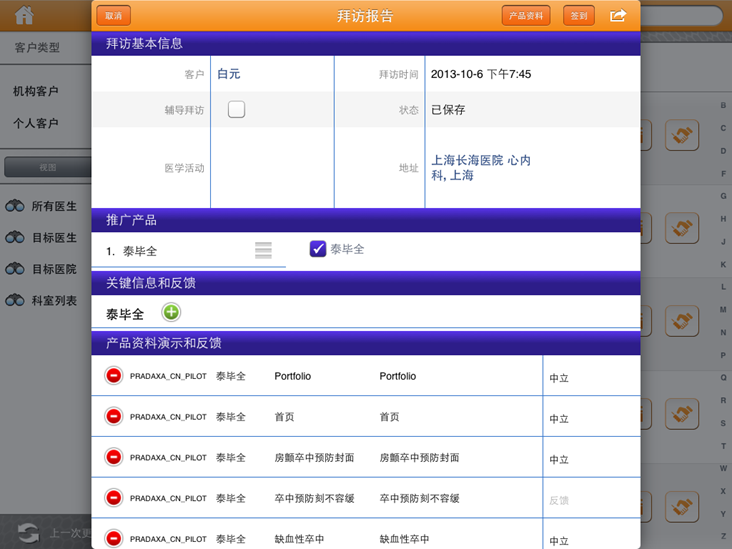 取消
拜访报告
产品资料
签到
客户类型
机构客户
个人客户
视图
所有医生
目标医生
目标医院
科室列表
上一次更
拜访基本信息
客户 白元 拜访时间 2013-10-6 下午7:45
辅导拜访 状态 已保存
医学活动 地址 上海长海医院 心内
科, 上海
推广产品
1. 泰毕全 泰毕全
关键信息和反馈
泰毕全
产品资料演示和反馈
PRADAXA_CN_PILOT 泰毕全 Portfolio Portfolio 中立
PRADAXA_CN_PILOT 泰毕全 首页 首页 中立
PRADAXA_CN_PILOT 泰毕全 房颤卒中预防封面 房颤卒中预防封面 中立
PRADAXA_CN_PILOT 泰毕全 卒中预防刻不容缓 卒中预防刻不容缓 反馈
PRADAXA_CN_PILOT 泰毕全 缺血性卒中 缺血性卒中 中立
B
C
D
F
G
H
J
K
L
M
N
P
Q
R
S
T
W
X
Y
Z